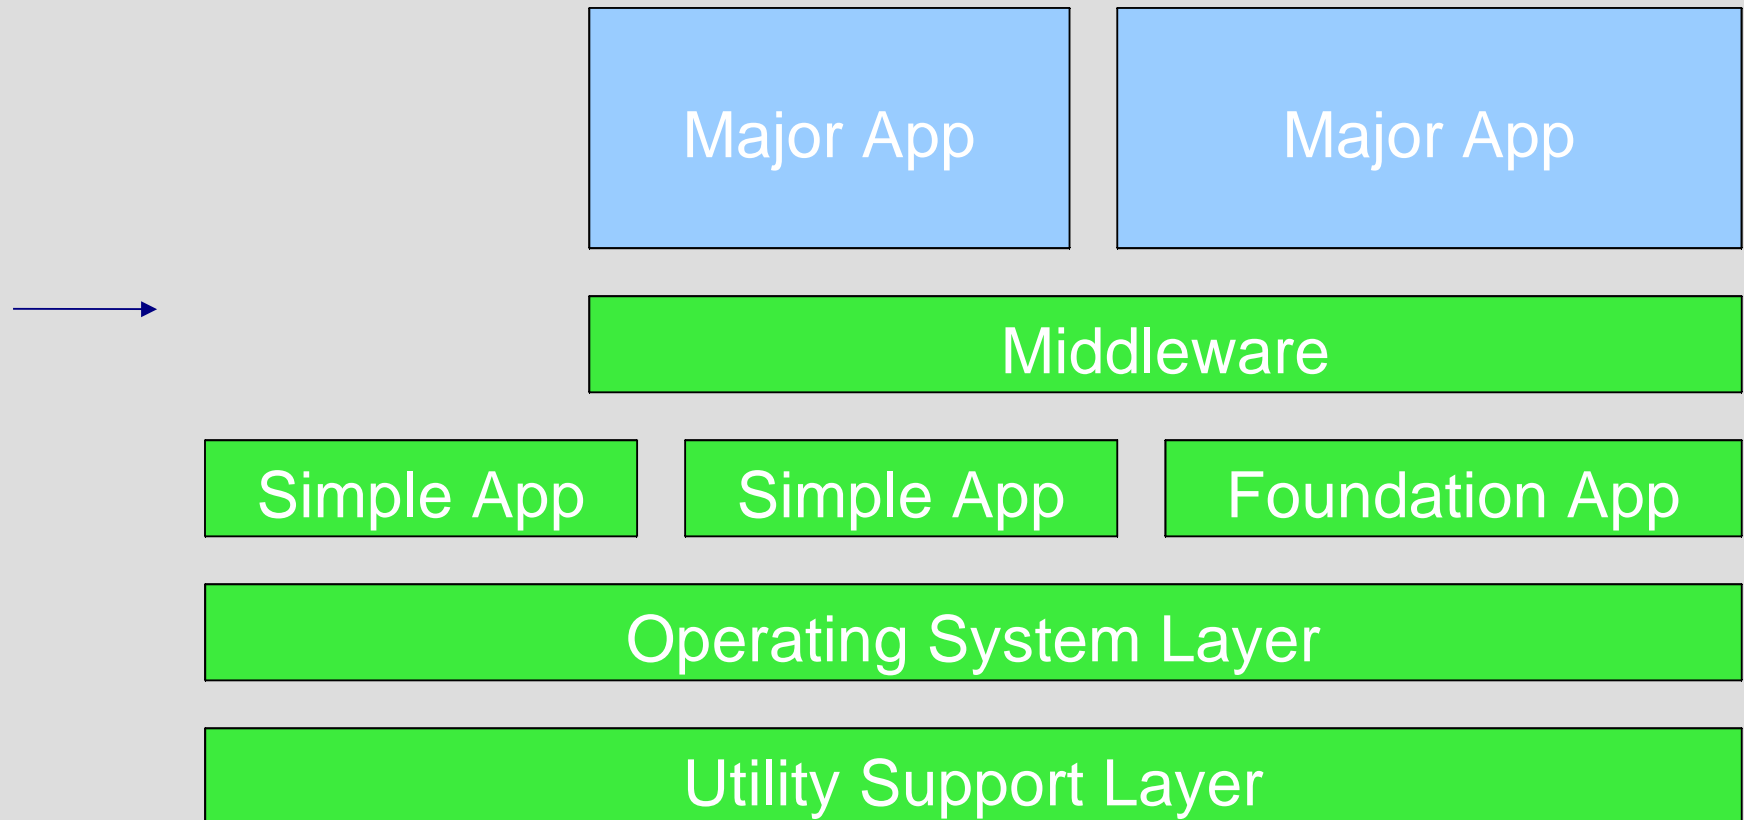 Major App
Major App
Middleware
Simple App
Simple App
Foundation App
Operating System Layer
Utility Support Layer